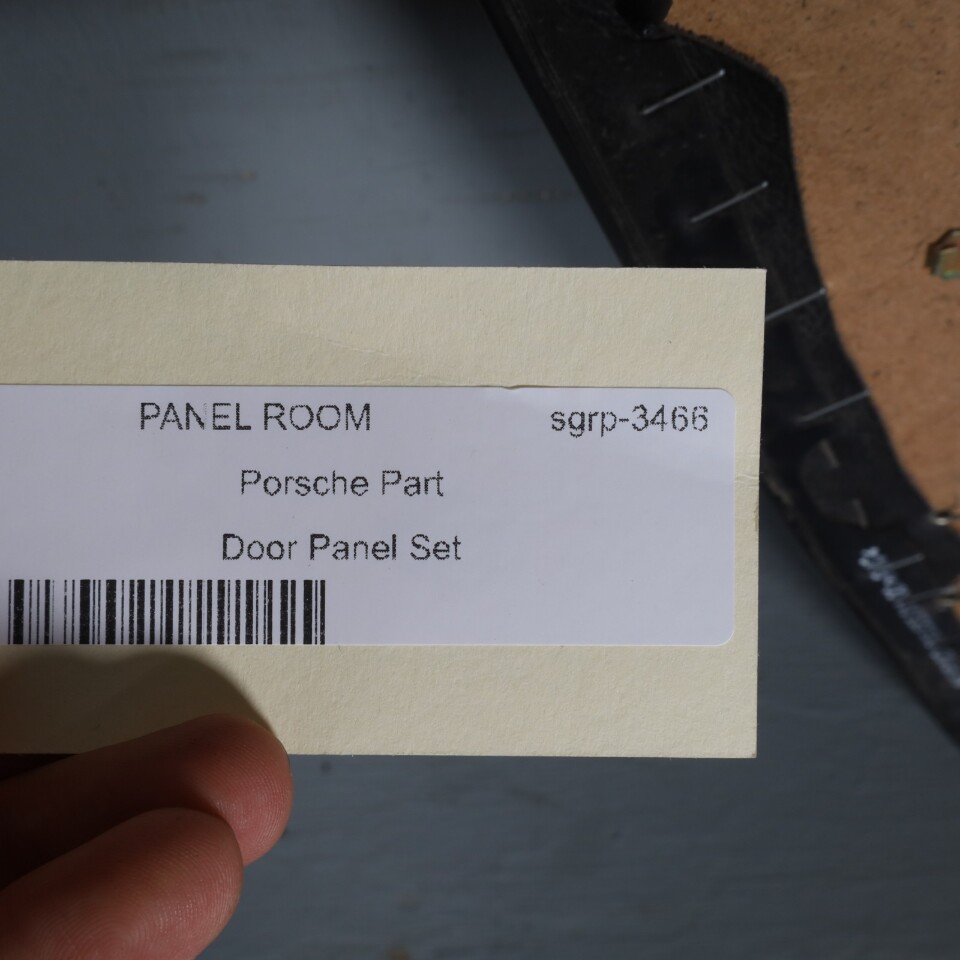 PANEL ROOM sgrp-3466
Porsche Part
Door Panel Set